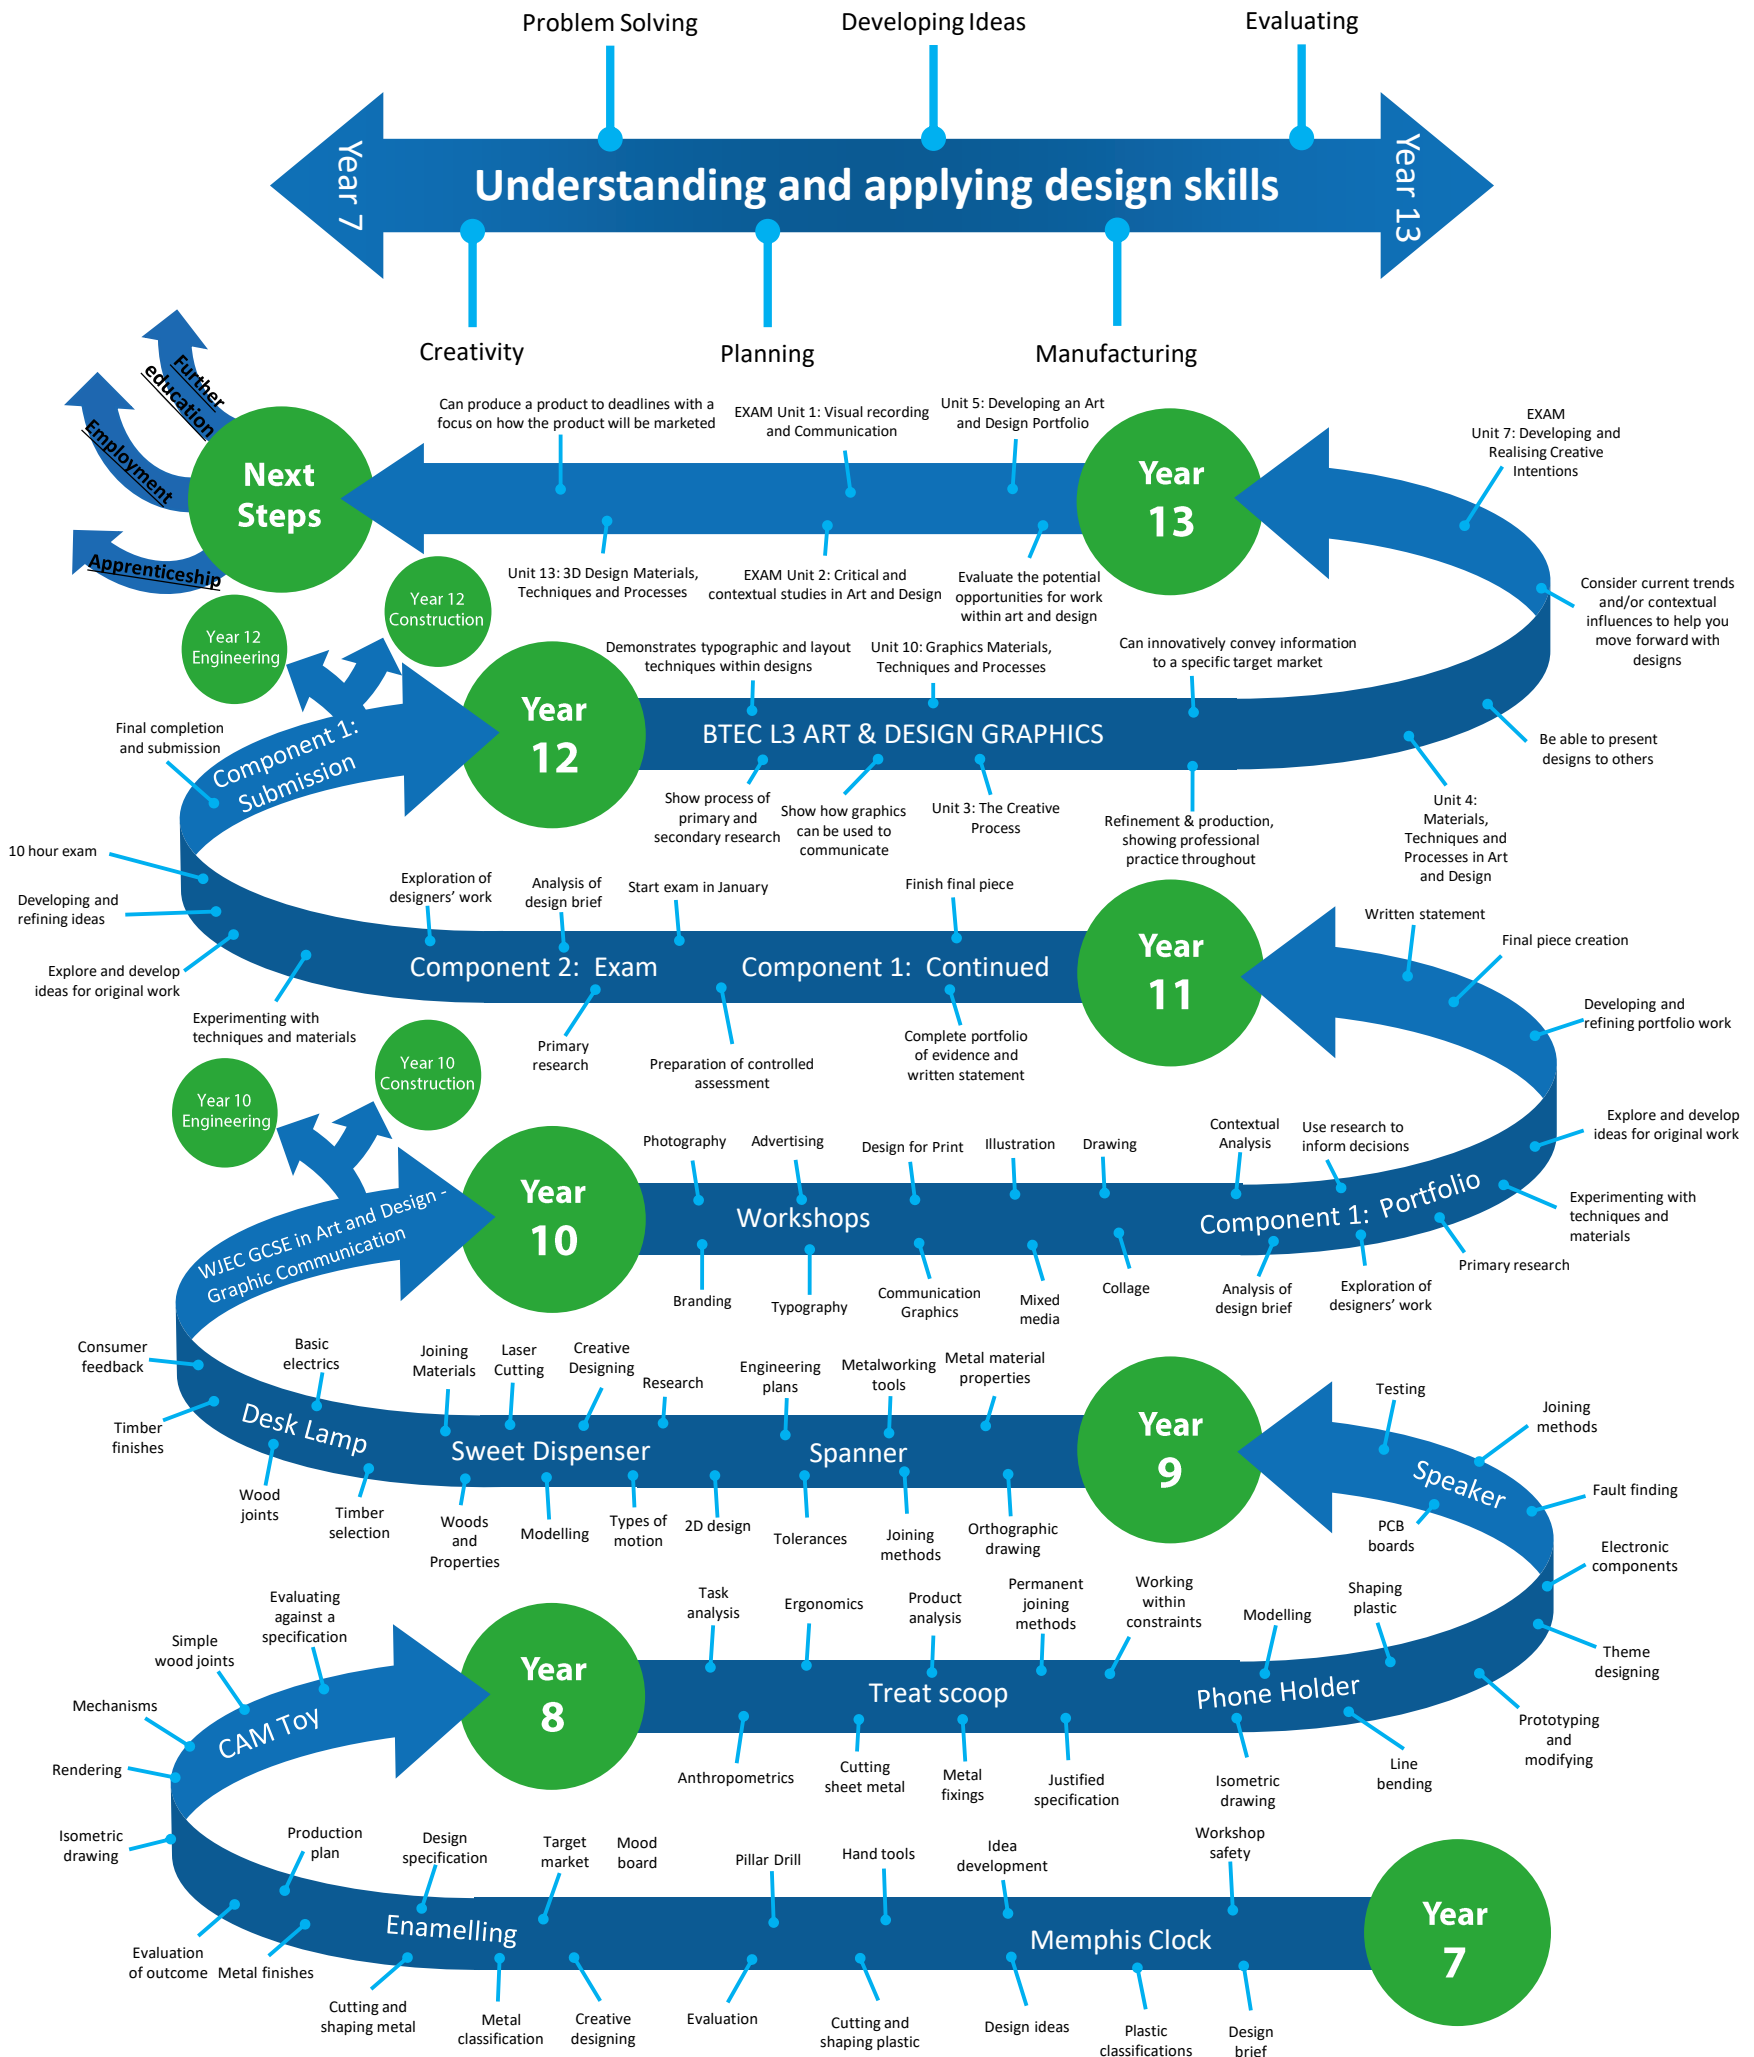 Problem Solving
Developing Ideas
Evaluating
Year 7
Understanding and applying design skills
Year 13
Creativity
Planning
Manufacturing
Further
education
Employment
Apprenticeship
Next
Steps
Can produce a product to deadlines with a
focus on how the product will be marketed
EXAM Unit 1: Visual recording
and Communication
Unit 5: Developing an Art
and Design Portfolio
Year
13
EXAM
Unit 7: Developing and
Realising Creative
Intentions
Unit 13: 3D Design Materials,
Techniques and Processes
EXAM Unit 2: Critical and
contextual studies in Art and Design
Evaluate the potential
opportunities for work
within art and design
Consider current trends
and/or contextual
influences to help you
move forward with
designs
Year 12
Engineering
Year 12
Construction
Demonstrates typographic and layout
techniques within designs
Unit 10: Graphics Materials,
Techniques and Processes
Can innovatively convey information
to a specific target market
Final completion
and submission
Component 1:
Submission
Year
12
BTEC L3 ART & DESIGN GRAPHICS
Be able to present
designs to others
Show process of
primary and
secondary research
Show how graphics
can be used to
communicate
Unit 3: The Creative
Process
Refinement & production,
showing professional
practice throughout
Unit 4:
Materials,
Techniques and
Processes in Art
and Design
10 hour exam
Developing and
refining ideas
Explore and develop
ideas for original work
Experimenting with
techniques and materials
Exploration of
designers' work
Analysis of
design brief
Start exam in January
Finish final piece
Component 2: Exam
Component 1: Continued
Year
11
Written statement
Final piece creation
Developing and
refining portfolio work
Primary
research
Preparation of controlled
assessment
Complete portfolio
of evidence and
written statement
Year 10
Engineering
Year 10
Construction
Explore and develop
ideas for original work
Photography
Advertising
Design for Print
Illustration
Drawing
Contextual
Analysis
Use research to
inform decisions
WJEC GCSE in Art and Design -
Graphic Communication
Year
10
Workshops
Component 1: Portfolio
Experimenting with
techniques and
materials
Primary research
Branding
Typography
Communication
Graphics
Mixed
media
Collage
Analysis of
design brief
Exploration of
designers' work
Consumer
feedback
Basic
electrics
Joining
Materials
Laser
Cutting
Creative
Designing
Research
Engineering
plans
Metalworking
tools
Metal material
properties
Testing
Joining
methods
Timber
finishes
Desk Lamp
Sweet Dispenser
Spanner
Year
9
Speaker
Fault finding
Wood
joints
Timber
selection
Woods
and
Properties
Modelling
Types of
motion
2D design
Tolerances
Joining
methods
Orthographic
drawing
PCB
boards
Electronic
components
Evaluating
against a
specification
Simple
wood joints
Mechanisms
Rendering
Isometric
drawing
CAM Toy
Year
8
Task
analysis
Ergonomics
Product
analysis
Permanent
joining
methods
Working
within
constraints
Modelling
Shaping
plastic
Theme
designing
Treat scoop
Phone Holder
Prototyping
and
modifying
Anthropometrics
Cutting
sheet metal
Metal
fixings
Justified
specification
Isometric
drawing
Line
bending
Production
plan
Design
specification
Target
market
Mood
board
Pillar Drill
Hand tools
Idea
development
Workshop
safety
Enamelling
Memphis Clock
Year
7
Evaluation
of outcome
Metal finishes
Cutting and
shaping metal
Metal
classification
Creative
designing
Evaluation
Cutting and
shaping plastic
Design ideas
Plastic
classifications
Design
brief